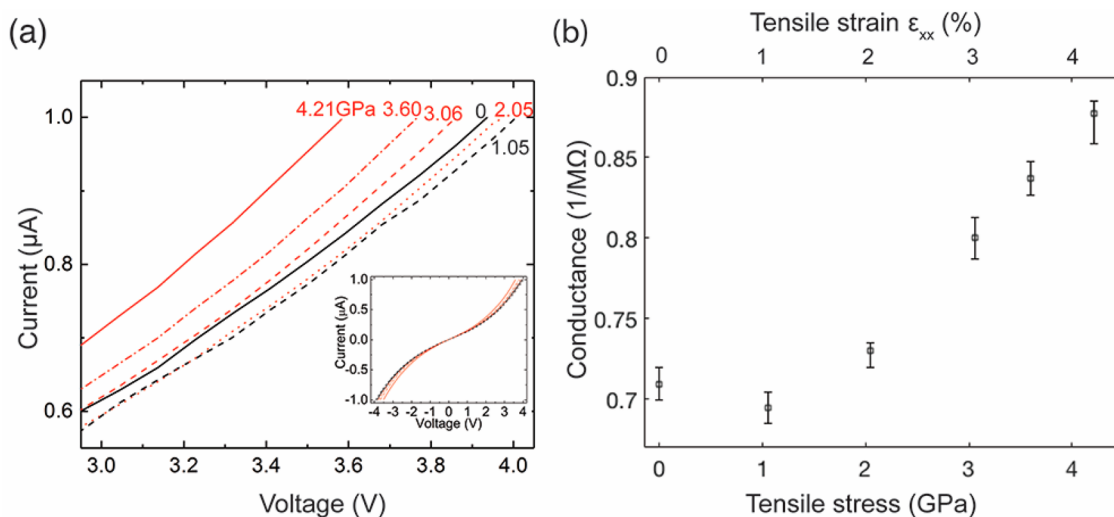 (a)
4.21GPa 3.60 3.06 0 2.05
1.05
1.0
0.8
0.6
Current (µA)
3.0 3.2 3.4 3.6 3.8 4.0
Voltage (V)
1.0
0.5
0.0
-0.5
-1.0
Current (µA)
-4 -3 -2 -1 0 1 2 3 4
Voltage (V)
(b)
Tensile strain εxx (%)
0 1 2 3 4
0.9
0.85
0.8
0.75
0.7
Conductance (1/MΩ)
0 1 2 3 4
Tensile stress (GPa)